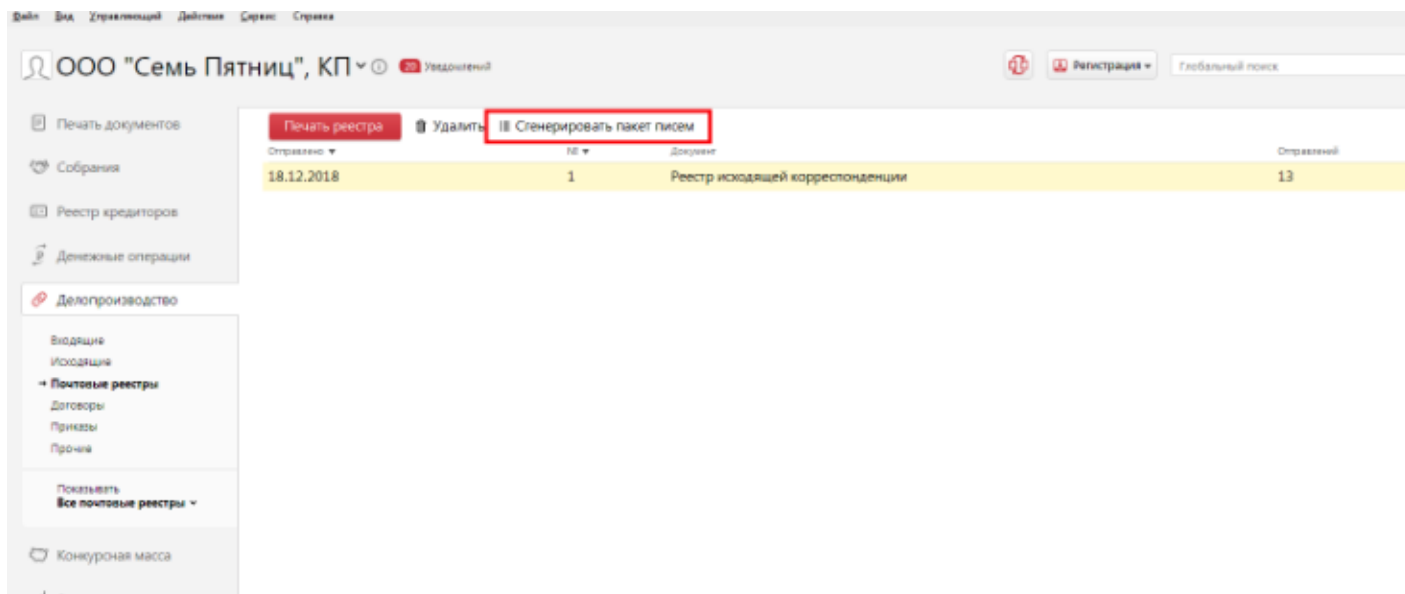 Файл Вид Управляющий Действия Сервис Справка
ООО "Семь Пятниц", КП 20 Уведомлений
Регистрация Глобальный поиск
Печать документов
Собрания
Реестр кредиторов
Денежные операции
Делопроизводство
Входящие
Исходящие
Почтовые реестры
Договоры
Приказы
Прочие
Показывать
Все почтовые реестры
Конкурсная масса
Печать реестра Удалить Сгенерировать пакет писем
Отправлено № Документ Отправлений
18.12.2018 1 Реестр исходящей корреспонденции 13